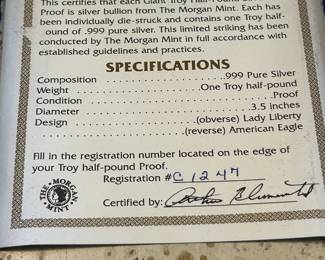 This certifies that each Giant Troy Half-Pound
Proof is silver bullion from The Morgan Mint. Each has
been individually die-struck and contains one Troy half-
pound of .999 pure silver. This limited striking has been
conducted by The Morgan Mint in full accordance with
established guidelines and practices.
SPECIFICATIONS
Composition . . . . . . . . . . . . . . . . . .999 Pure Silver
Weight . . . . . . . . . . . . . . . . One Troy half-pound
Condition . . . . . . . . . . . . . . . . . . . . . . . . . Proof
Diameter . . . . . . . . . . . . . . . . . . . . . . . 3.5 inches
Design . . . . . . . . . . . . . . . (obverse) Lady Liberty
. . . . . . . . . . . . . . . . . (reverse) American Eagle
Fill in the registration number located on the edge of
your Troy half-pound Proof.
Registration #C1247
Certified by:
THE MORGAN MINT